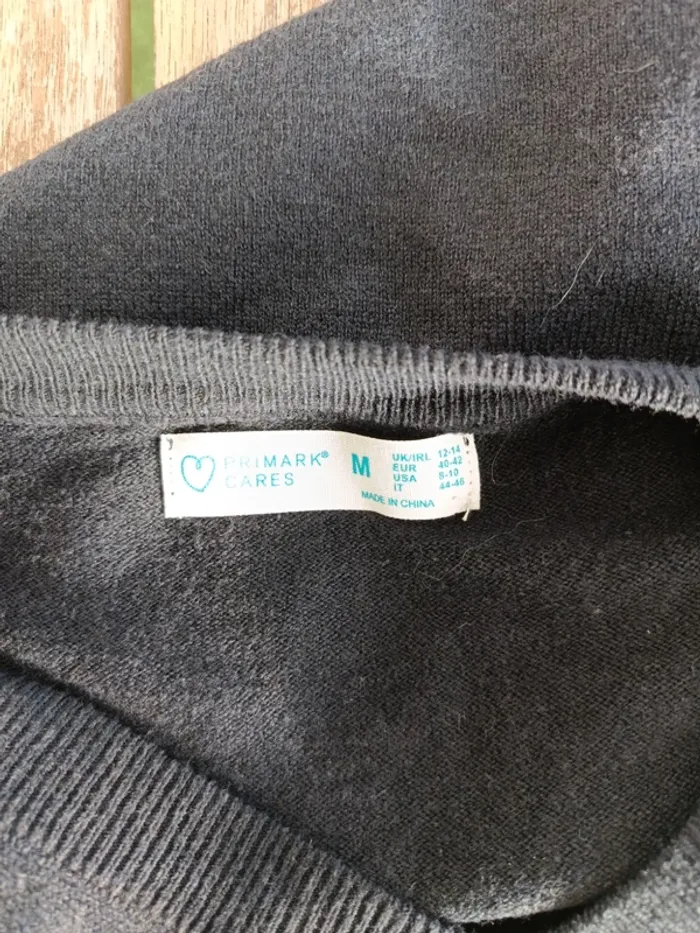 PRIMARK®
CARES
M
UK/IRL 12-14
EUR 40-42
USA 8-10
IT 44-46
MADE IN CHINA